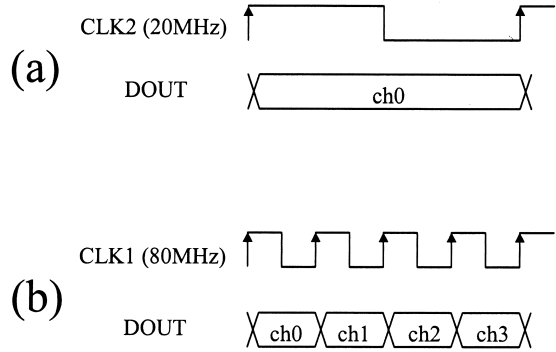 (a)
CLK2 (20MHz)
DOUT
ch0
(b)
CLK1 (80MHz)
DOUT
ch0 ch1 ch2 ch3